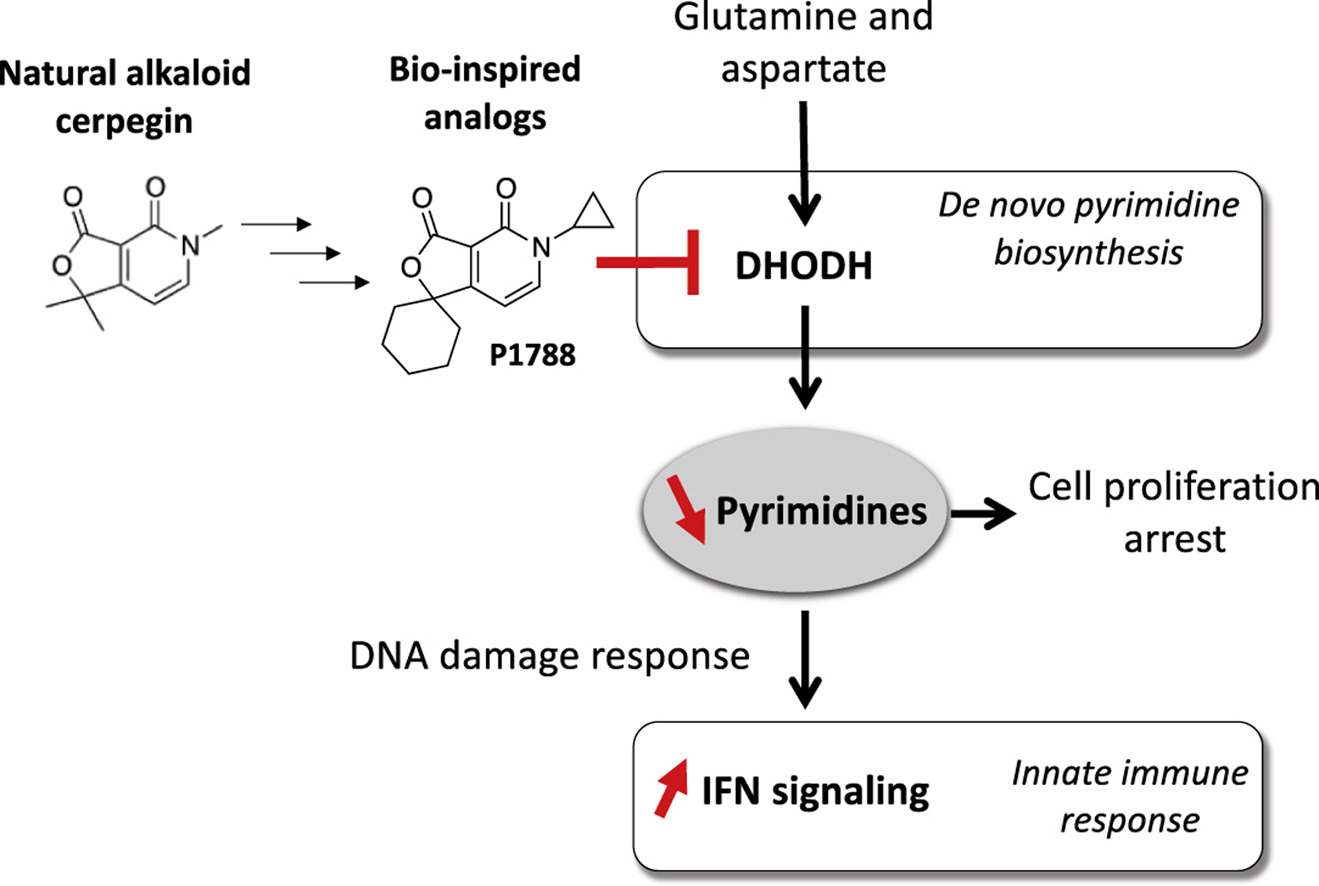 Natural alkaloid
cerpegin
Bio-inspired
analogs
Glutamine and
aspartate
O
O
N
O
O
O
N
O
P1788
De novo pyrimidine
biosynthesis
DHODH
Pyrimidines
Cell proliferation
arrest
DNA damage response
IFN signaling
Innate immune
response